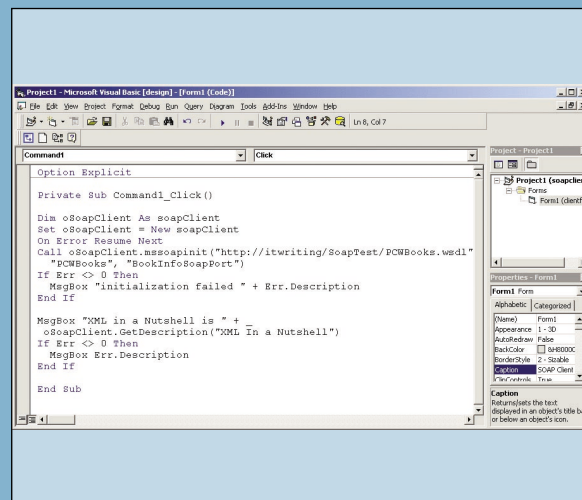 Project1 - Microsoft Visual Basic [design] - [Form1 (Code)]
File Edit View Project Format Debug Run Query Diagram Tools Add-Ins Window Help
Ln 8, Col 7
Command1 Click
Option Explicit
Private Sub Command1_Click()
Dim oSoapClient As soapClient
Set oSoapClient = New soapClient
On Error Resume Next
Call oSoapClient.mssoapinit("http://itwriting/SoapTest/PCWBooks.wsdl"
"PCWBooks", "BookInfoSoapPort")
If Err <> 0 Then
MsgBox "initialization failed " + Err.Description
End If
MsgBox "XML in a Nutshell is " + _
oSoapClient.GetDescription("XML In a Nutshell")
If Err <> 0 Then
MsgBox Err.Description
End If
End Sub
Project - Project1
Project1 (soapclie
Forms
Form1 (clientf
Properties - Form1
Form1 Form
Alphabetic Categorized
(Name) Form1
Appearance 1 - 3D
AutoRedraw False
BackColor &H80000
BorderStyle 2 - Sizable
Caption SOAP Client
ClipControls True
Caption
Returns/sets the text
displayed in an object's title ba
or below an object's icon.